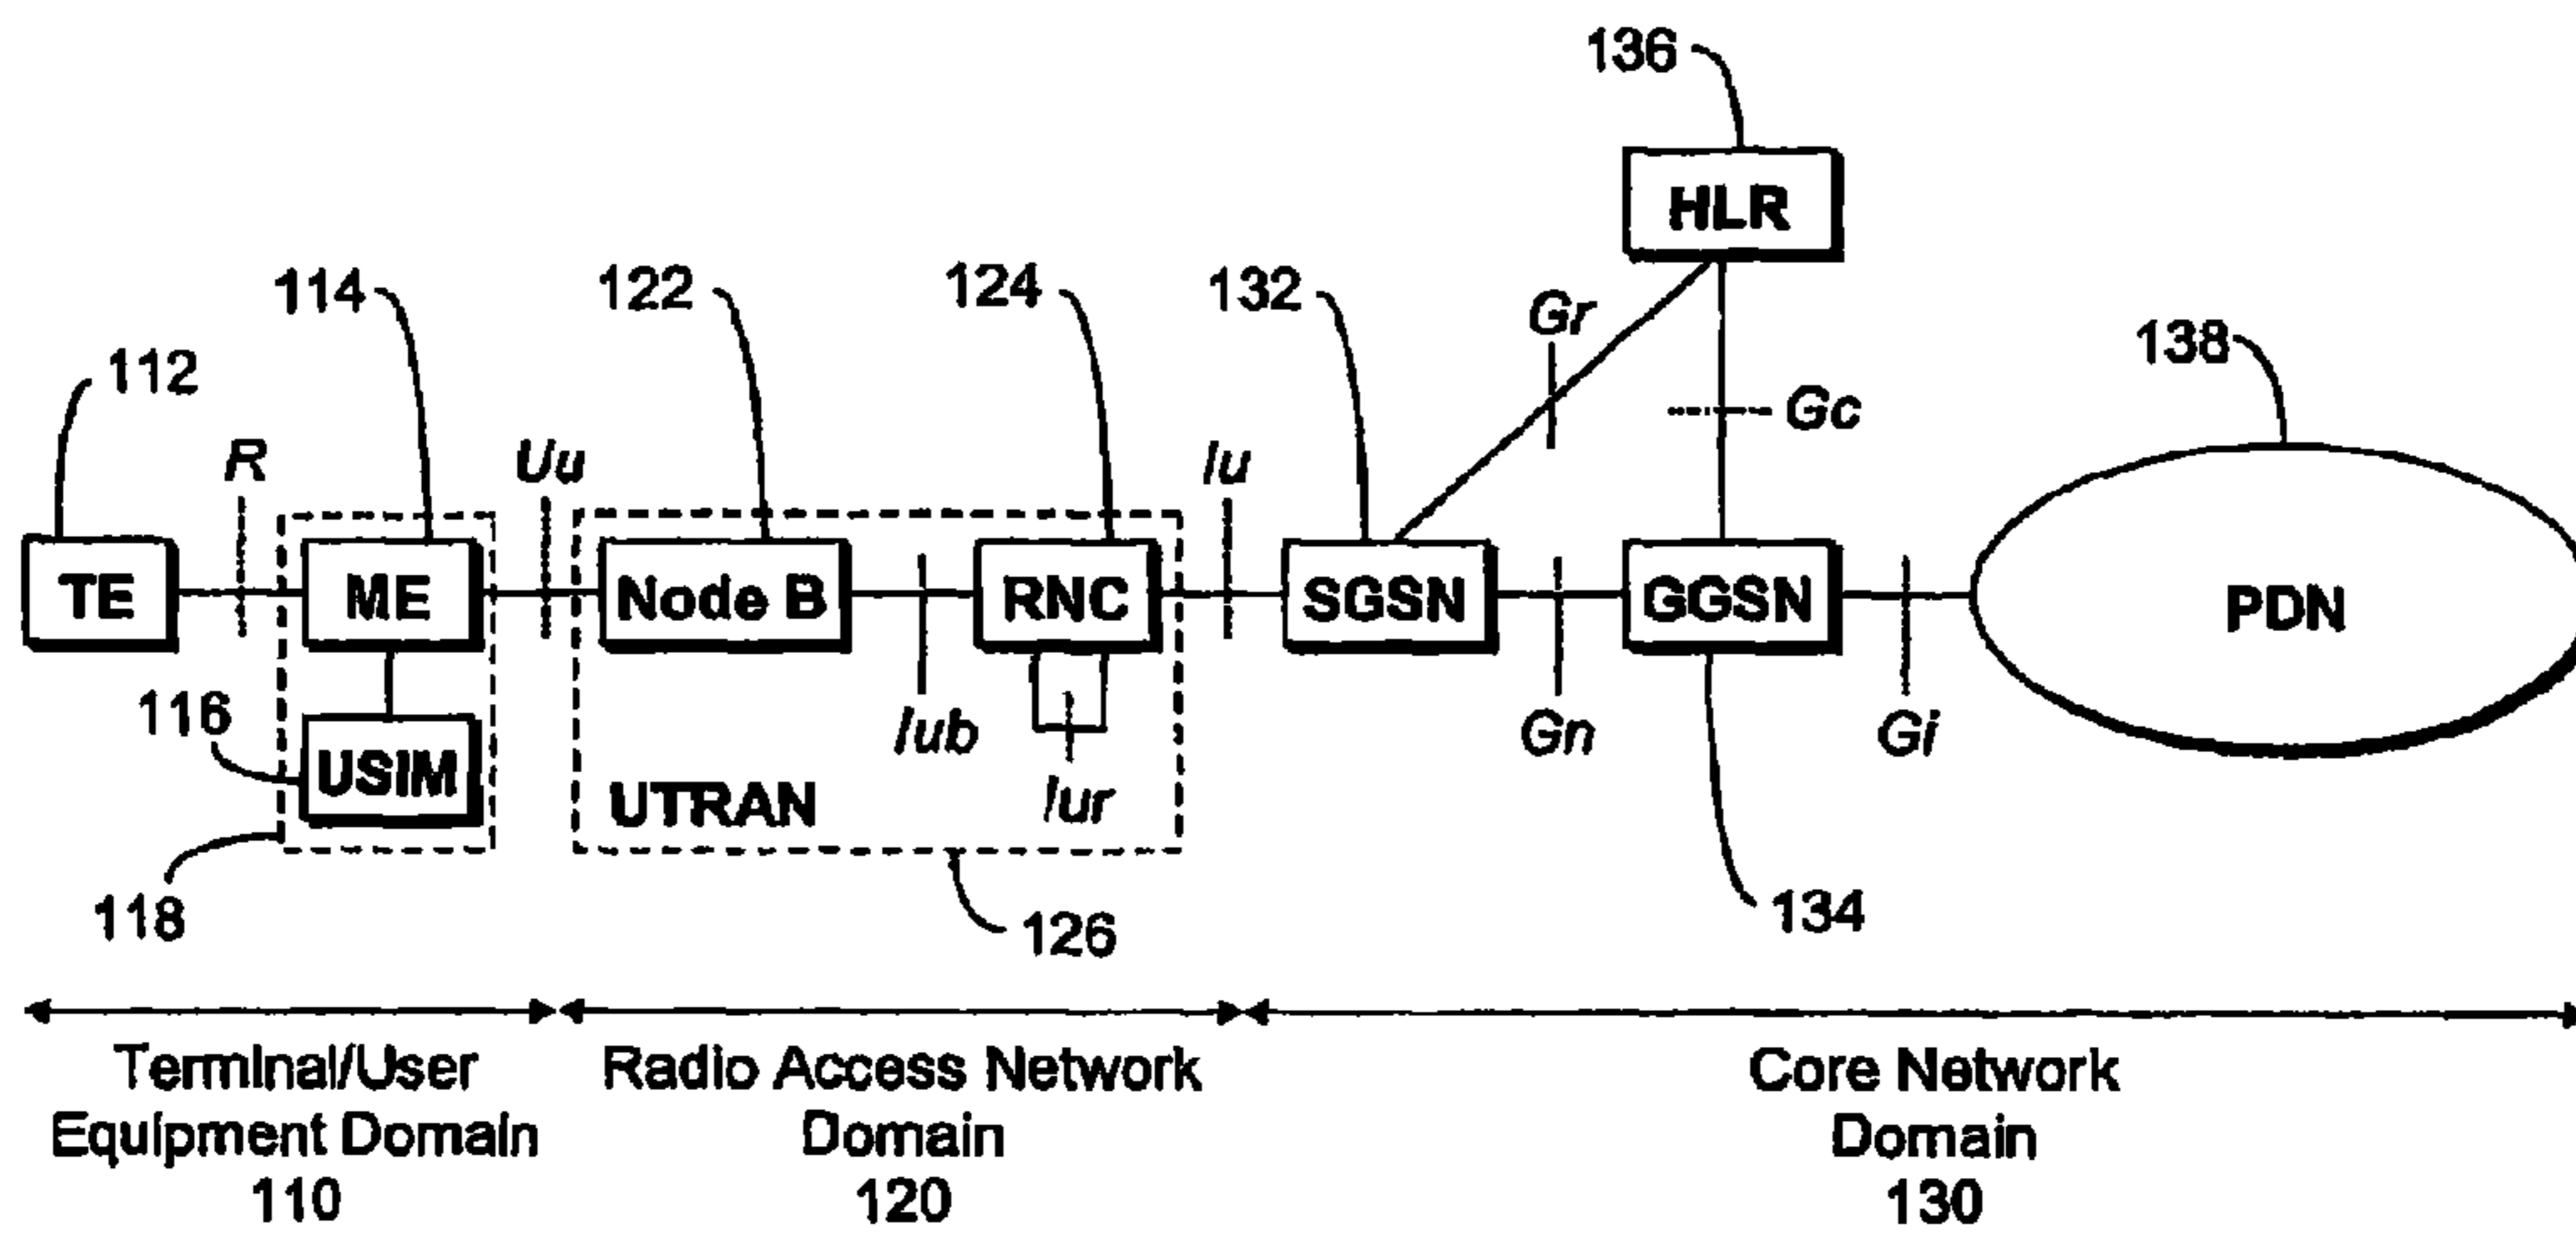 136
HLR
114
122
124
132
Gr
138
112
Gc
R
Uu
Iu
TE
ME
Node B
RNC
SGSN
GGSN
PDN
116
USIM
Iub
Gn
Gi
UTRAN
Iur
118
126
134
Terminal/User
Equipment Domain
110
Radio Access Network
Domain
120
Core Network
Domain
130